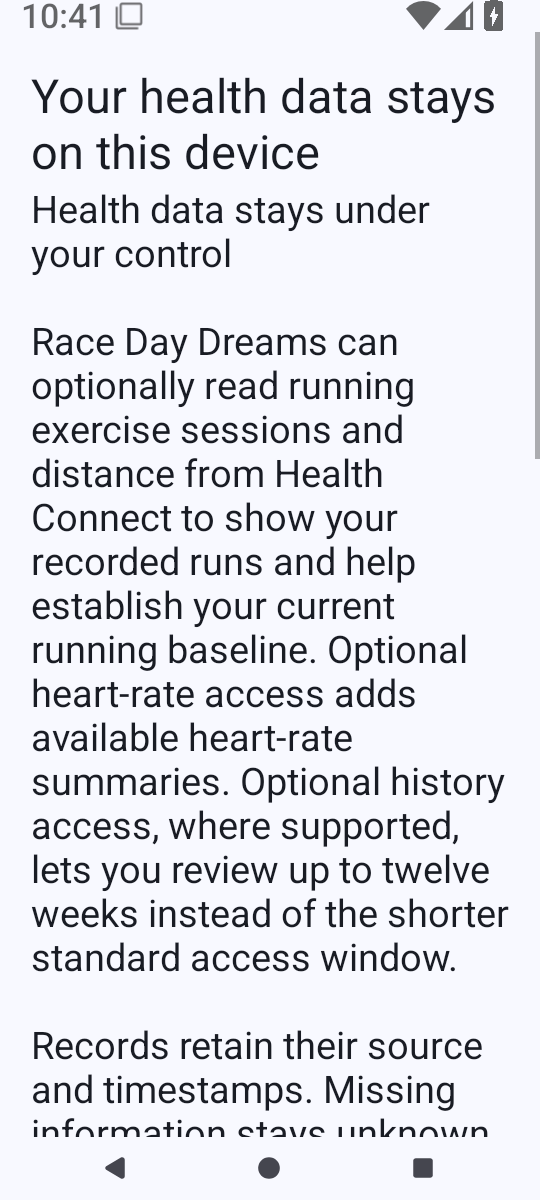 10:41
Your health data stays
on this device
Health data stays under
your control
Race Day Dreams can
optionally read running
exercise sessions and
distance from Health
Connect to show your
recorded runs and help
establish your current
running baseline. Optional
heart-rate access adds
available heart-rate
summaries. Optional history
access, where supported,
lets you review up to twelve
weeks instead of the shorter
standard access window.
Records retain their source
and timestamps. Missing
information stays unknown